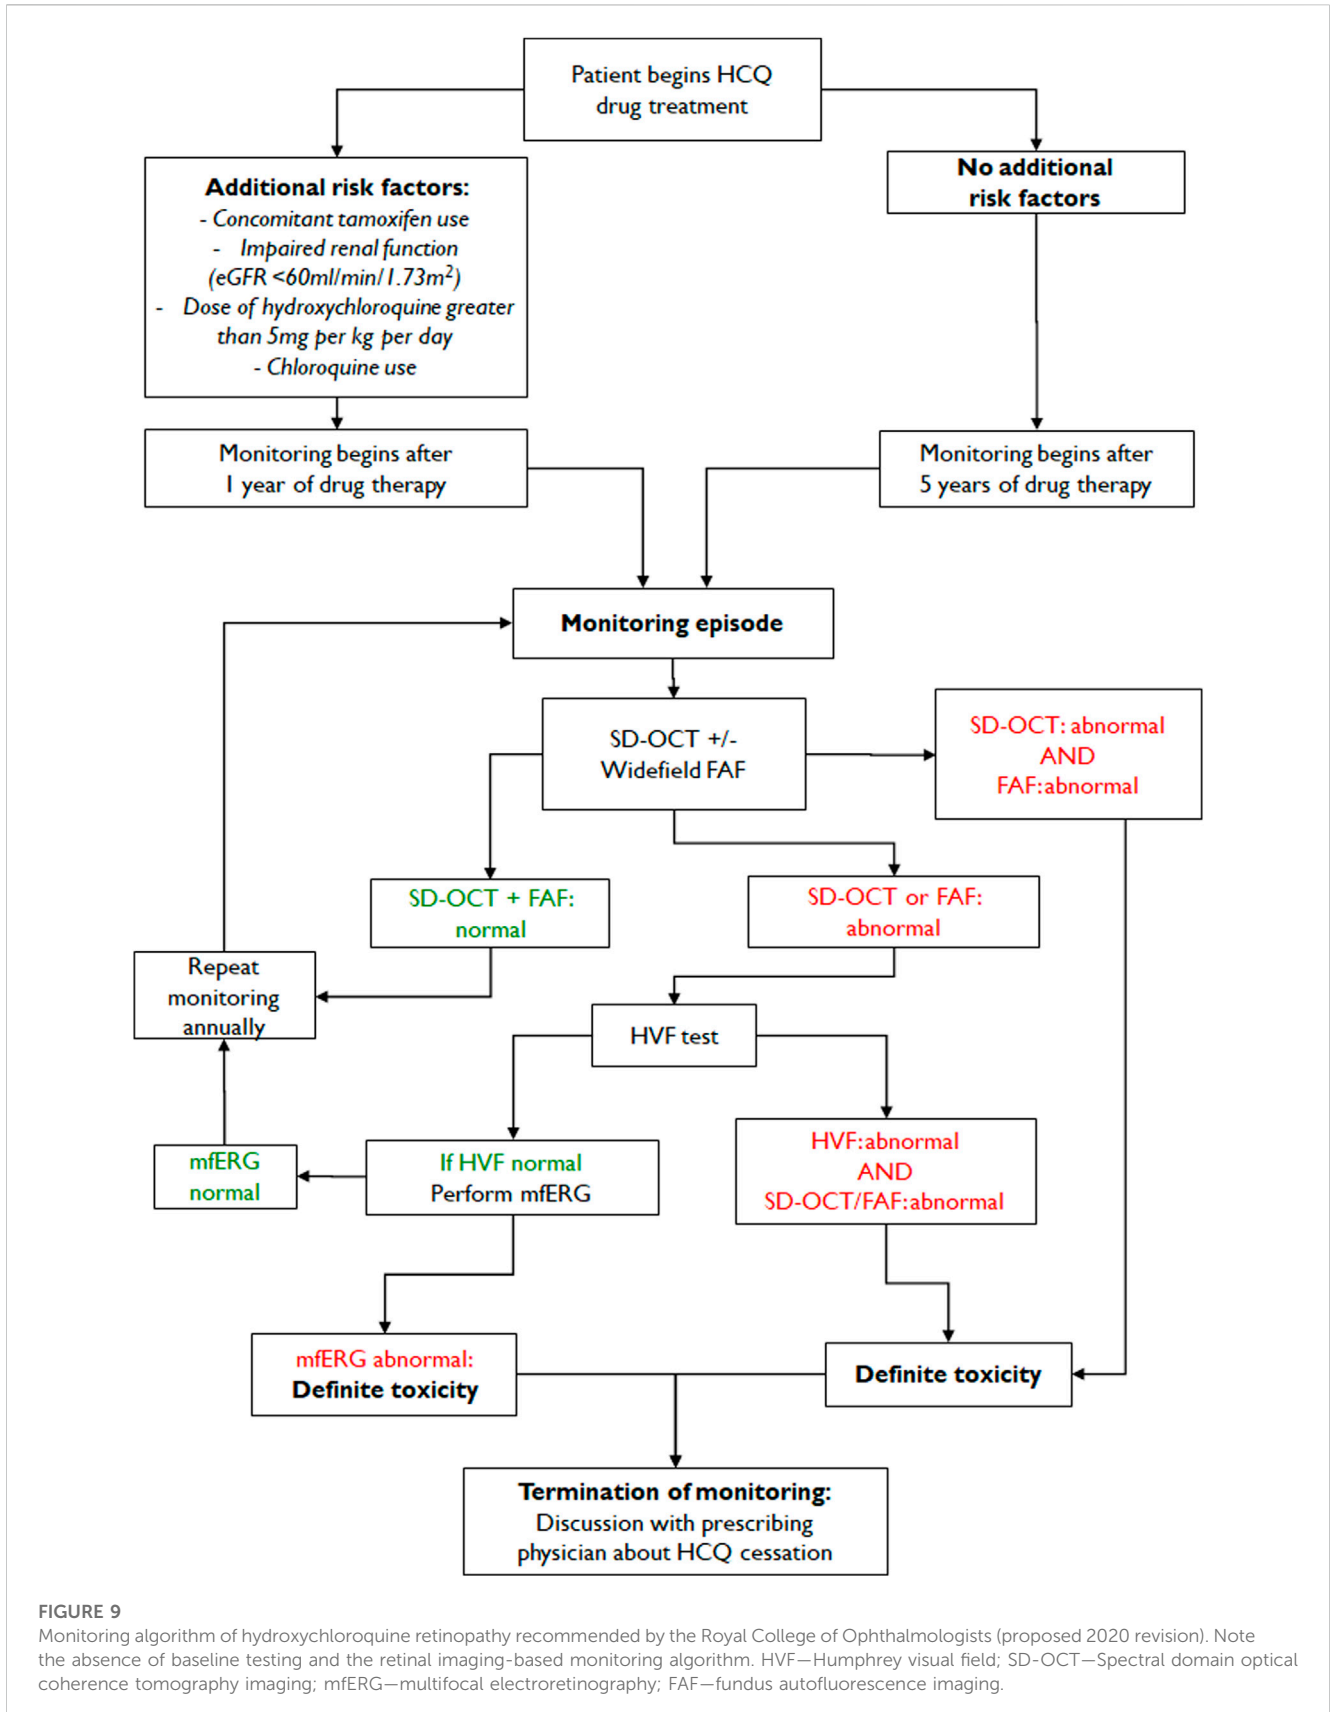 Patient begins HCQ
drug treatment
Additional risk factors:
- Concomitant tamoxifen use
- Impaired renal function
(eGFR <60ml/min/1.73m²)
- Dose of hydroxychloroquine greater
than 5mg per kg per day
- Chloroquine use
No additional
risk factors
Monitoring begins after
1 year of drug therapy
Monitoring begins after
5 years of drug therapy
Monitoring episode
SD-OCT +/-
Widefield FAF
SD-OCT: abnormal
AND
FAF:abnormal
SD-OCT + FAF:
normal
SD-OCT or FAF:
abnormal
Repeat
monitoring
annually
HVF test
mfERG
normal
If HVF normal
Perform mfERG
HVF:abnormal
AND
SD-OCT/FAF:abnormal
mfERG abnormal:
Definite toxicity
Definite toxicity
Termination of monitoring:
Discussion with prescribing
physician about HCQ cessation
FIGURE 9
Monitoring algorithm of hydroxychloroquine retinopathy recommended by the Royal College of Ophthalmologists (proposed 2020 revision). Note
the absence of baseline testing and the retinal imaging-based monitoring algorithm. HVF—Humphrey visual field; SD-OCT—Spectral domain optical
coherence tomography imaging; mfERG—multifocal electroretinography; FAF—fundus autofluorescence imaging.